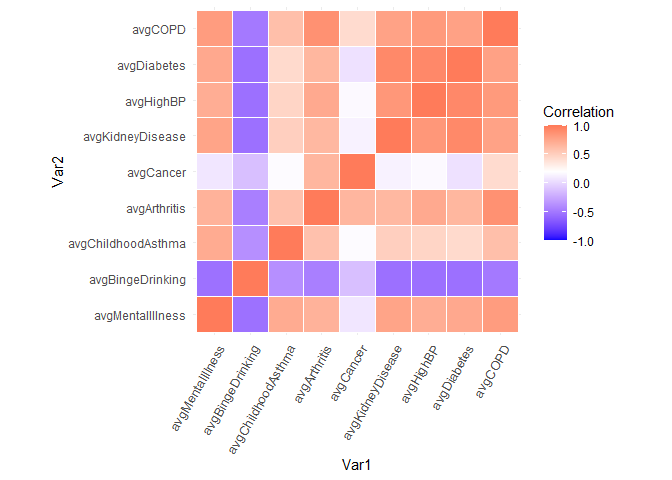 avgCOPD
avgDiabetes
avgHighBP
avgKidneyDisease
avgCancer
avgArthritis
avgChildhoodAsthma
avgBingeDrinking
avgMentalIllness
Var2
avgMentalIllness
avgBingeDrinking
avgChildhoodAsthma
avgArthritis
avgCancer
avgKidneyDisease
avgHighBP
avgDiabetes
avgCOPD
Var1
Correlation
1.0
0.5
0.0
-0.5
-1.0